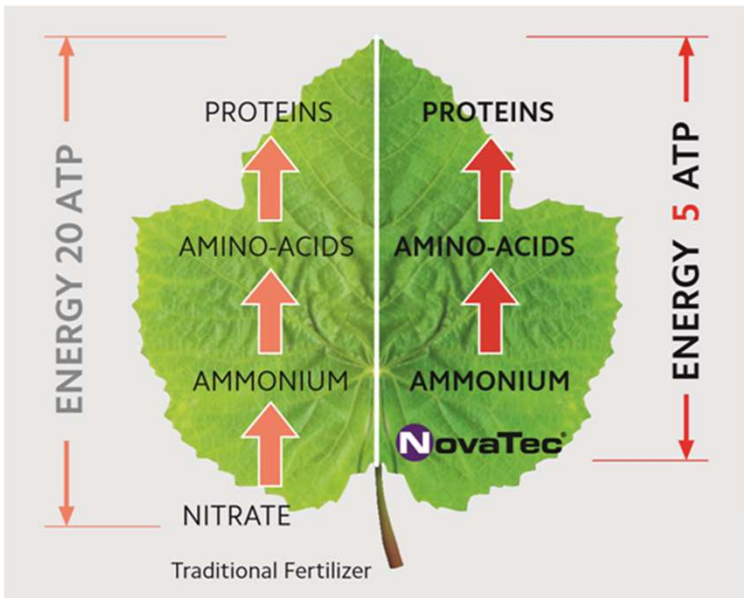 ENERGY 20 ATP
PROTEINS
AMINO-ACIDS
AMMONIUM
NITRATE
Traditional Fertilizer
PROTEINS
AMINO-ACIDS
AMMONIUM
NovaTec®
ENERGY 5 ATP